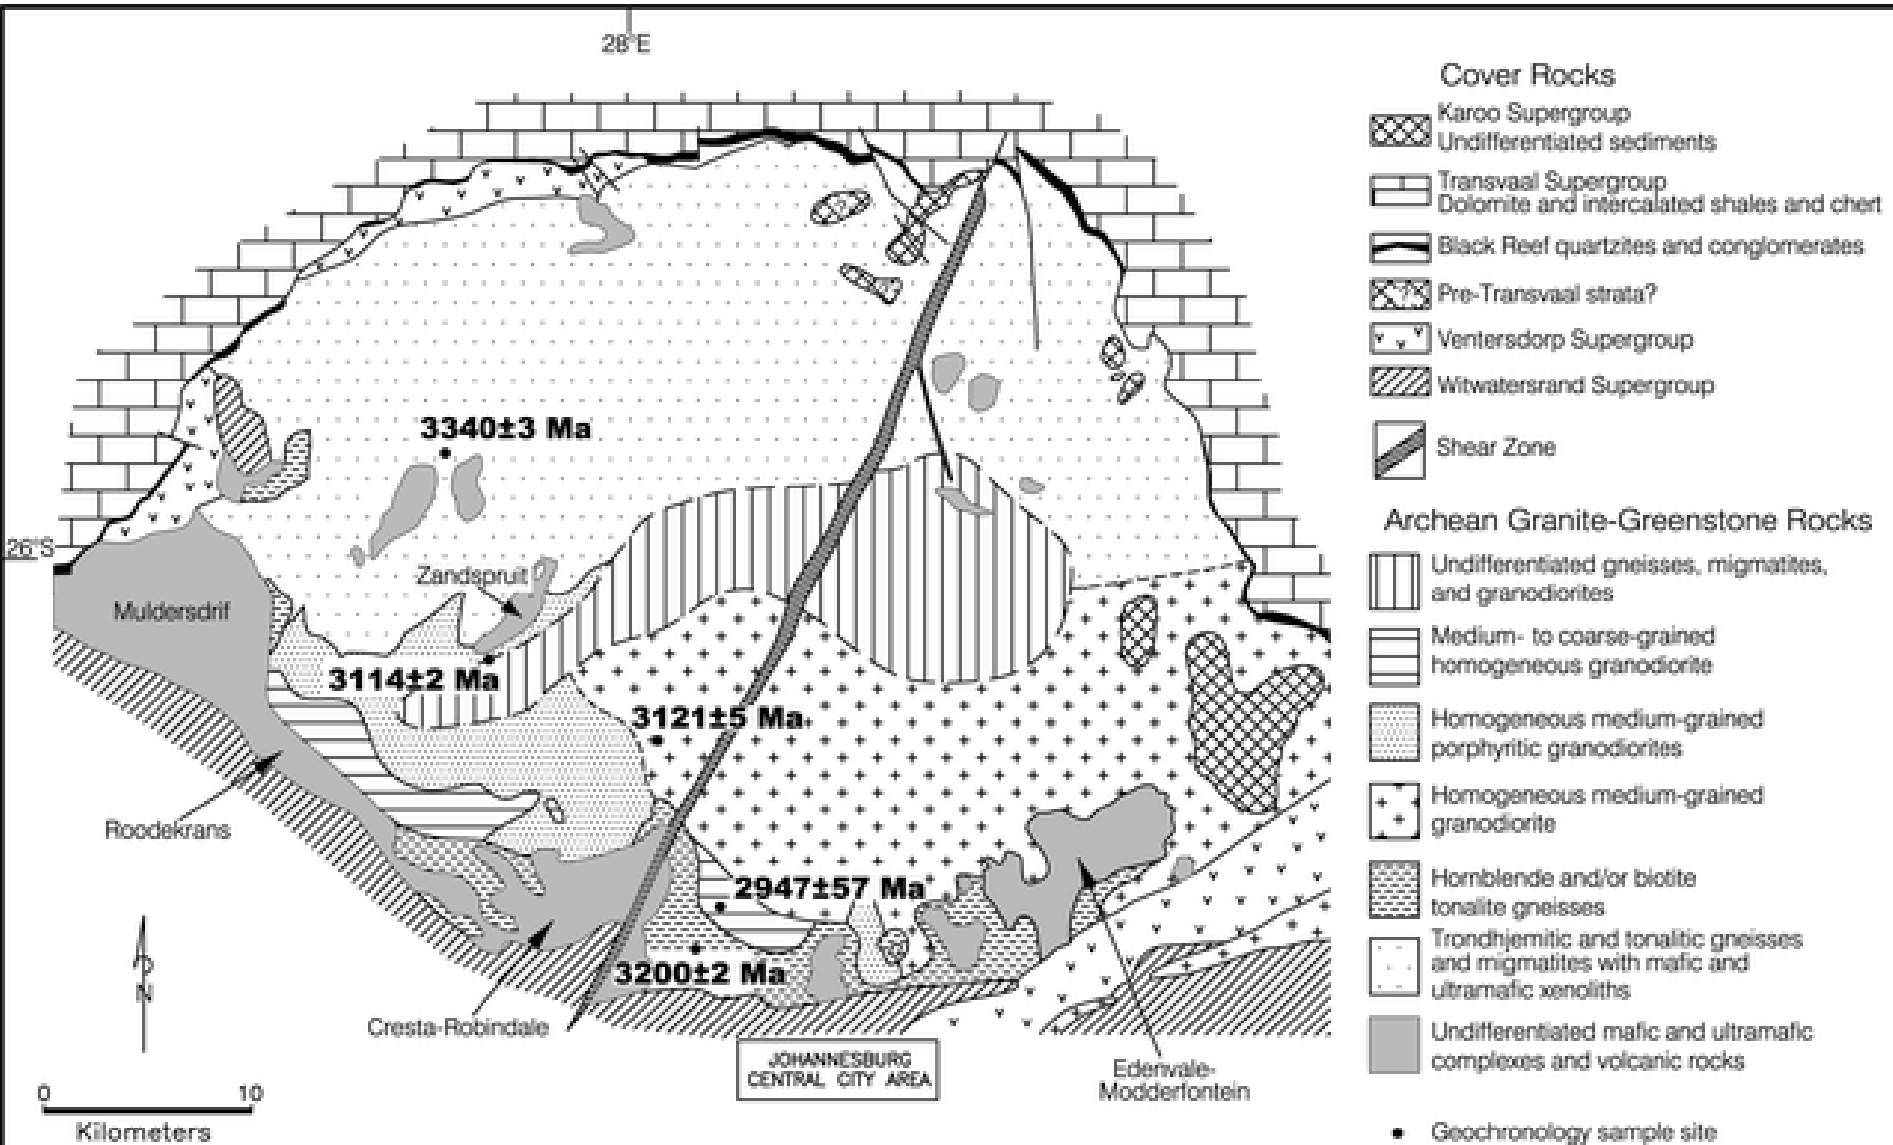 28°E
Cover Rocks
Karoo Supergroup
Undifferentiated sediments
Transvaal Supergroup
Dolomite and intercalated shales and chert
Black Reef quartzites and conglomerates
Pre-Transvaal strata?
Ventersdorp Supergroup
Witwatersrand Supergroup
Shear Zone
Archean Granite-Greenstone Rocks
Undifferentiated gneisses, migmatites,
and granodiorites
Medium- to coarse-grained
homogeneous granodiorite
Homogeneous medium-grained
porphyritic granodiorites
Homogeneous medium-grained
granodiorite
Hornblende and/or biotite
tonalite gneisses
Trondhjemitic and tonalitic gneisses
and migmatites with mafic and
ultramafic xenoliths
Undifferentiated mafic and ultramafic
complexes and volcanic rocks
Geochronology sample site
3340±3 Ma
26°S
Zandspruit
Muldersdrif
3114±2 Ma
3121±5 Ma
Roodekrans
2947±57 Ma
3200±2 Ma
N
Cresta-Robindale
JOHANNESBURG
CENTRAL CITY AREA
Edenvale-
Modderfontein
0 10
Kilometers